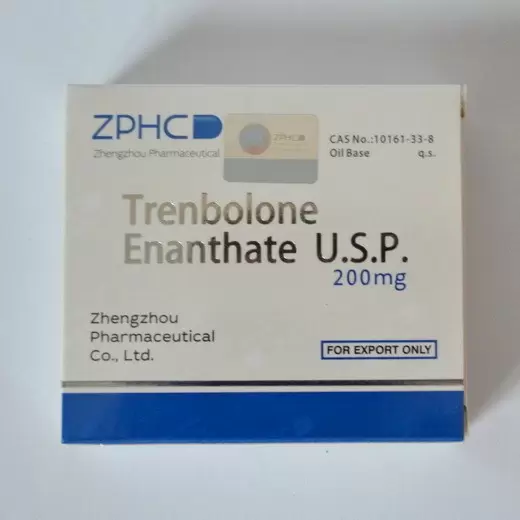 ZPHC
Zhengzhou Pharmaceutical
ZPHC
CAS No.:10161-33-8
Oil Base q.s.
Trenbolone
Enanthate U.S.P.
200mg
Zhengzhou
Pharmaceutical
Co., Ltd.
FOR EXPORT ONLY